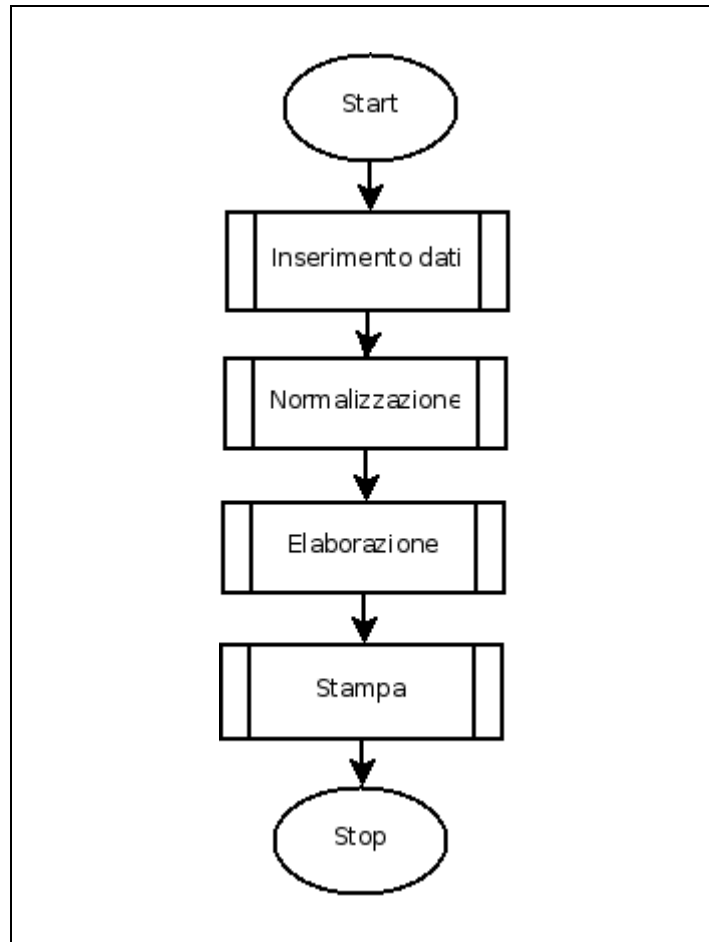 Start
Inserimento dati
Normalizzazione
Elaborazione
Stampa
Stop